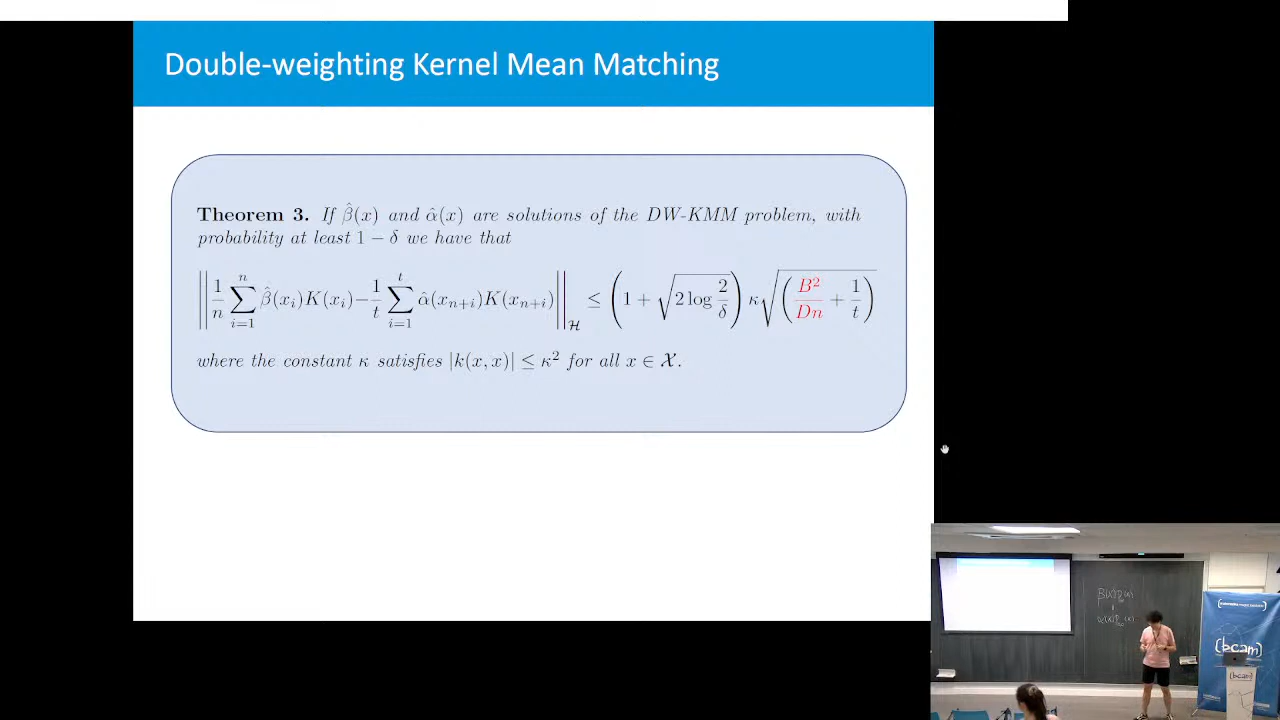 Double-weighting Kernel Mean Matching
Theorem 3. If β̂(x) and α̂(x) are solutions of the DW-KMM problem, with
probability at least 1 − δ we have that
|| 1/n ∑_{i=1}^{n} β̂(x_i)K(x_i) − 1/t ∑_{i=1}^{t} α̂(x_{n+i})K(x_{n+i}) ||_ℋ ≤ (1 + √(2 log 2/δ)) κ √(B²/Dn + 1/t)
where the constant κ satisfies |k(x, x)| ≤ κ² for all x ∈ 𝒳.
(bcam)
(bcam)